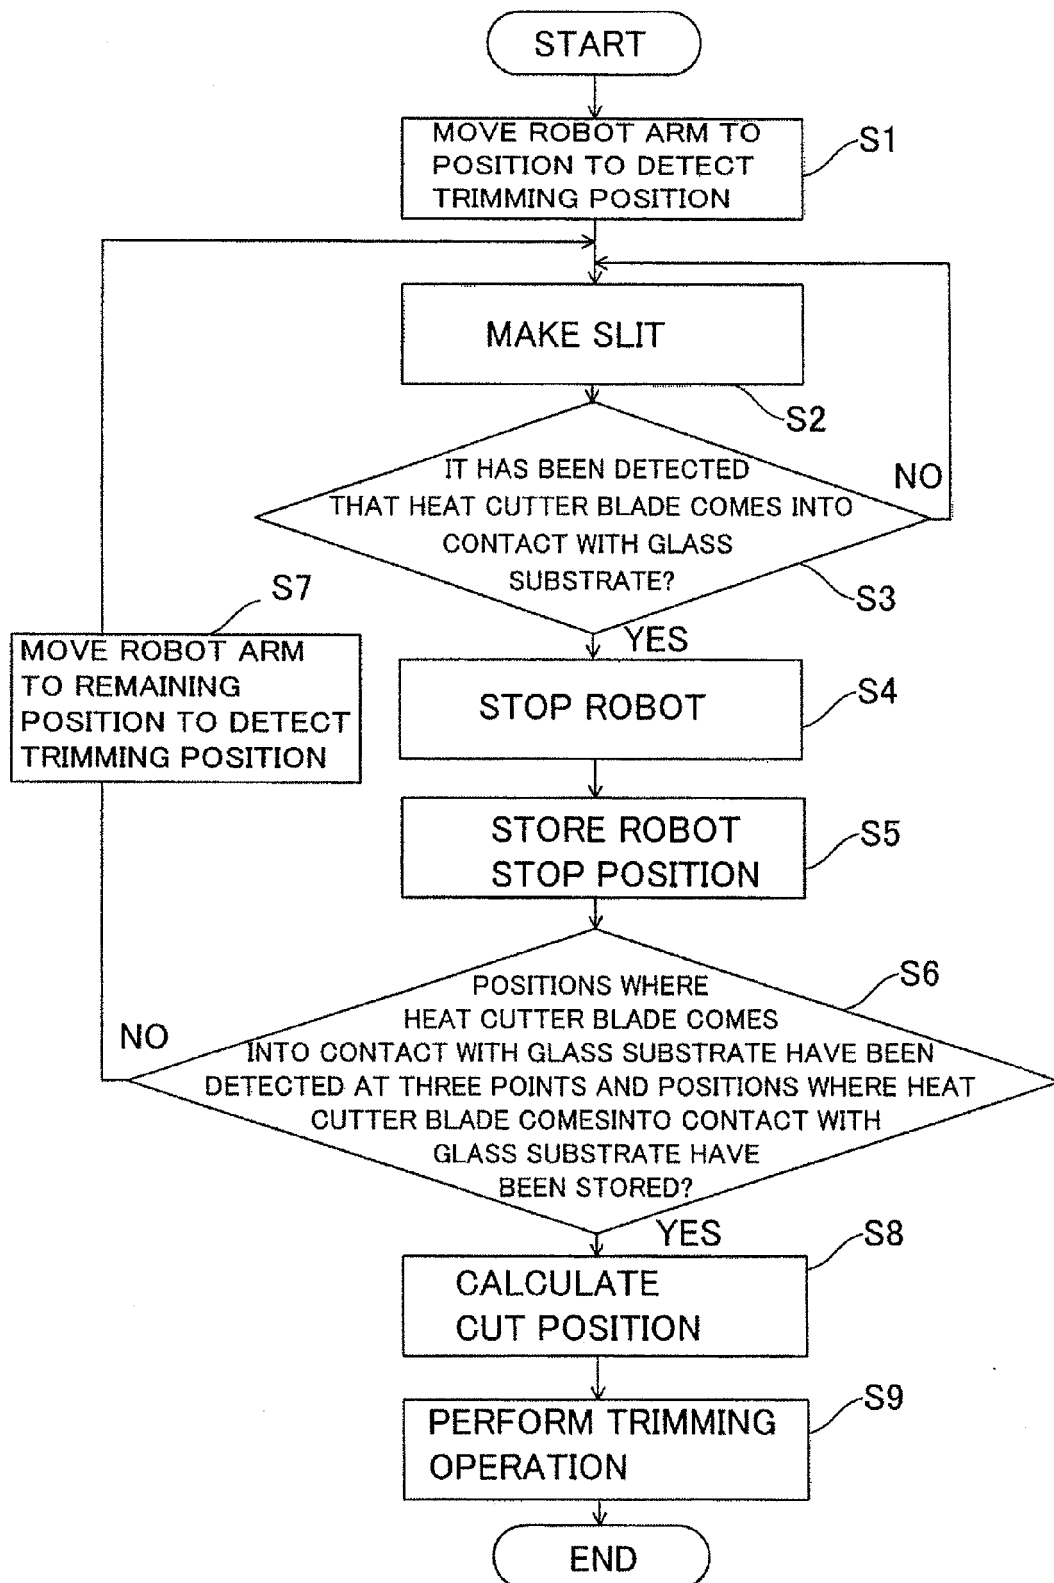 START
MOVE ROBOT ARM TO
POSITION TO DETECT
TRIMMING POSITION
S1
MAKE SLIT
S2
IT HAS BEEN DETECTED
THAT HEAT CUTTER BLADE COMES INTO
CONTACT WITH GLASS
SUBSTRATE?
NO
S3
YES
S7
MOVE ROBOT ARM
TO REMAINING
POSITION TO DETECT
TRIMMING POSITION
STOP ROBOT
S4
STORE ROBOT
STOP POSITION
S5
S6
POSITIONS WHERE
HEAT CUTTER BLADE COMES
INTO CONTACT WITH GLASS SUBSTRATE HAVE BEEN
DETECTED AT THREE POINTS AND POSITIONS WHERE HEAT
CUTTER BLADE COMESINTO CONTACT WITH
GLASS SUBSTRATE HAVE
BEEN STORED?
NO
YES
CALCULATE
CUT POSITION
S8
PERFORM TRIMMING
OPERATION
S9
END